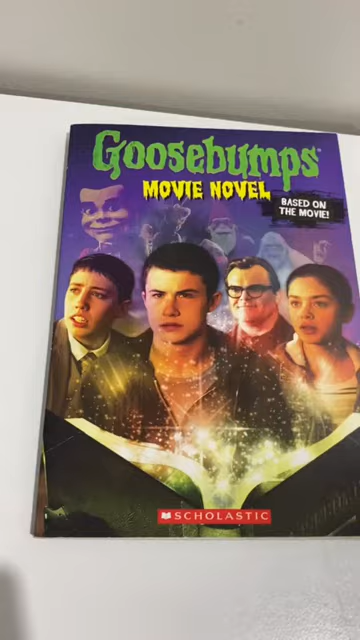 Goosebumps®
MOVIE NOVEL
BASED ON
THE MOVIE!
SCHOLASTIC